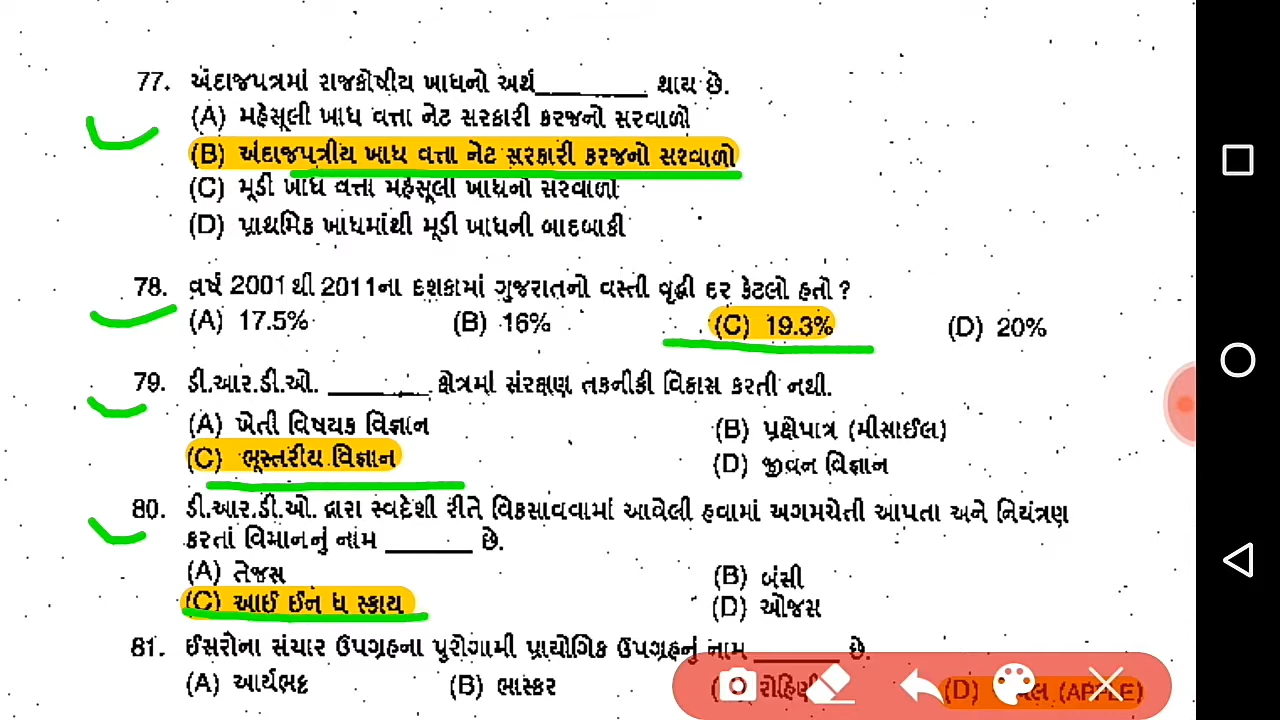 77. અંદાજપત્રમાં રાજકોષીય ખાધનો અર્થ________ થાય છે.
(A) મહેસૂલી ખાધ વત્તા નેટ સરકારી કરજનો સરવાળો
(B) અંદાજપત્રીય ખાધ વત્તા નેટ સરકારી કરજનો સરવાળો
(C) મૂડી ખાધ વત્તા મહેસૂલી ખાધનો સરવાળો
(D) પ્રાથમિક ખાધમાંથી મૂડી ખાધની બાદબાકી
78. વર્ષ 2001થી 2011ના દશકામાં ગુજરાતનો વસ્તી વૃદ્ધી દર કેટલો હતો ?
(A) 17.5% (B) 16% (C) 19.3% (D) 20%
79. ડી.આર.ડી.ઓ. ________ ક્ષેત્રમાં સંરક્ષણ તકનીકી વિકાસ કરતી નથી.
(A) ખેતી વિષયક વિજ્ઞાન (B) પ્રક્ષેપાત્ર (મીસાઈલ)
(C) ભૂસ્તરીય વિજ્ઞાન (D) જીવન વિજ્ઞાન
80. ડી.આર.ડી.ઓ. દ્વારા સ્વદેશી રીતે વિકસાવવામાં આવેલી હવામાં અગમચેતી આપતા અને નિયંત્રણ
કરતાં વિમાનનું નામ ________ છે.
(A) તેજસ (B) બંસી
(C) આઈ ઈન ધ સ્કાય (D) ઓજસ
81. ઈસરોના સંચાર ઉપગ્રહના પુરોગામી પ્રાયોગિક ઉપગ્રહનું નામ ________ છે.
(A) આર્યભટ્ટ (B) ભાસ્કર રોહિણી (D) (APPLE)